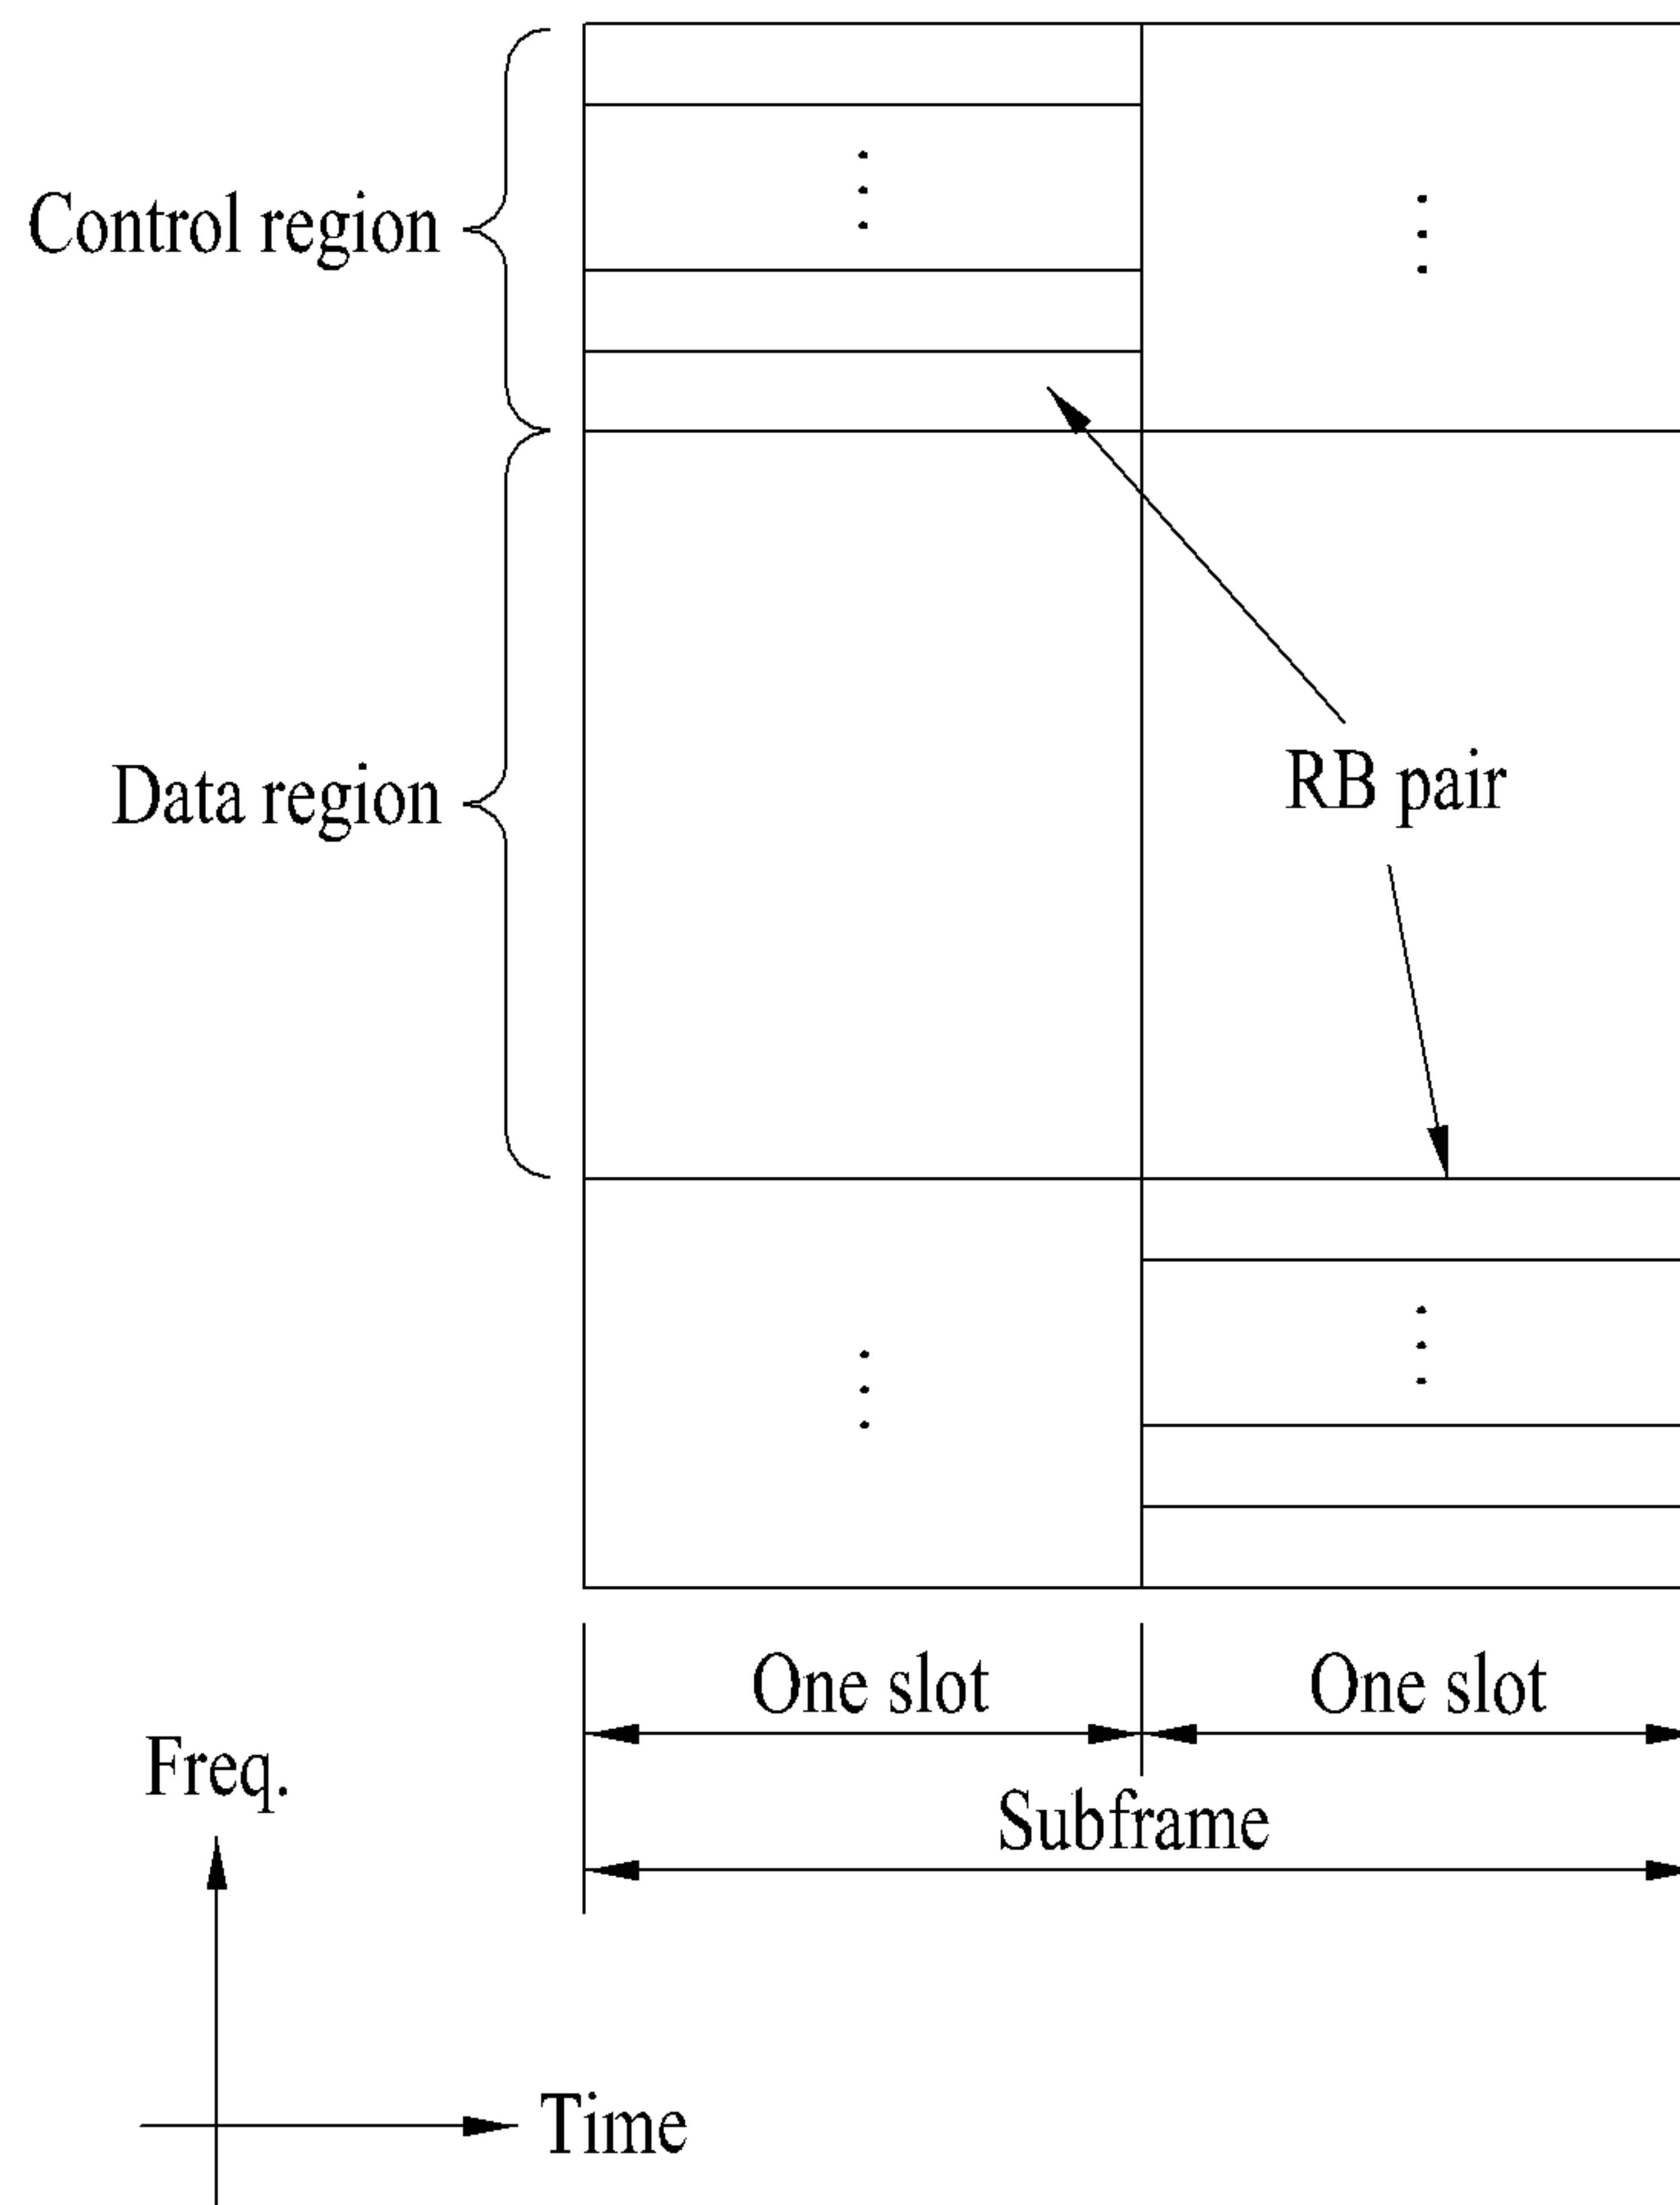 Control region
Data region
RB pair
One slot
One slot
Subframe
Freq.
Time